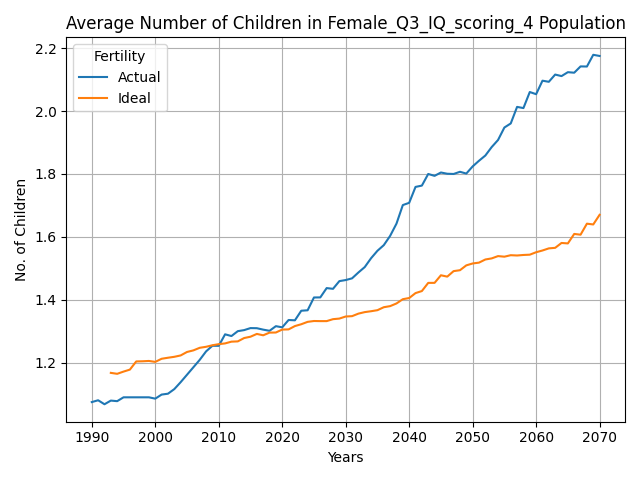 Average Number of Children in Female_Q3_IQ_scoring_4 Population
Fertility
Actual
Ideal
No. of Children
2.2
2.0
1.8
1.6
1.4
1.2
1990 2000 2010 2020 2030 2040 2050 2060 2070
Years